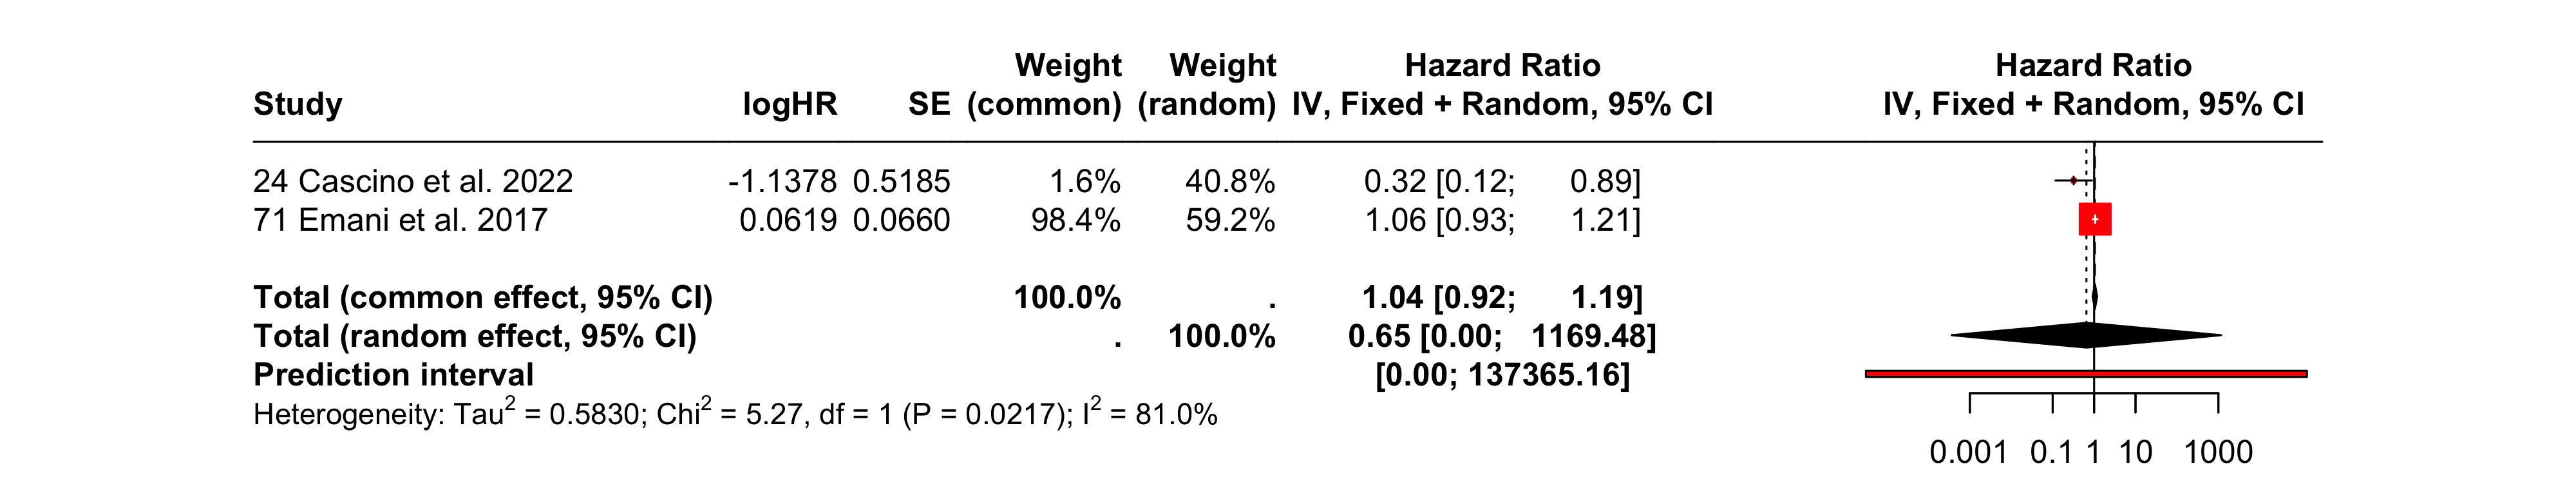 Weight Weight Hazard Ratio Hazard Ratio
Study logHR SE (common) (random) IV, Fixed + Random, 95% CI IV, Fixed + Random, 95% CI
24 Cascino et al. 2022 -1.1378 0.5185 1.6% 40.8% 0.32 [0.12; 0.89]
71 Emani et al. 2017 0.0619 0.0660 98.4% 59.2% 1.06 [0.93; 1.21]
Total (common effect, 95% CI) 100.0% . 1.04 [0.92; 1.19]
Total (random effect, 95% CI) . 100.0% 0.65 [0.00; 1169.48]
Prediction interval [0.00; 137365.16]
Heterogeneity: Tau² = 0.5830; Chi² = 5.27, df = 1 (P = 0.0217); I² = 81.0%
0.001 0.1 1 10 1000